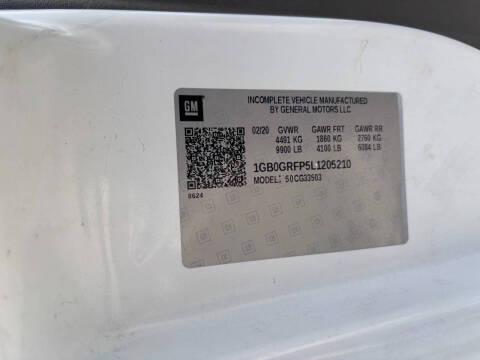 GM
INCOMPLETE VEHICLE MANUFACTURED
BY GENERAL MOTORS LLC
02/20 GVWR GAWR FRT GAWR RR
4491 KG 1860 KG 2760 KG
9900 LB 4100 LB 6084 LB
1GB0GRFP5L1205210
MODEL: 50CG33503
8624